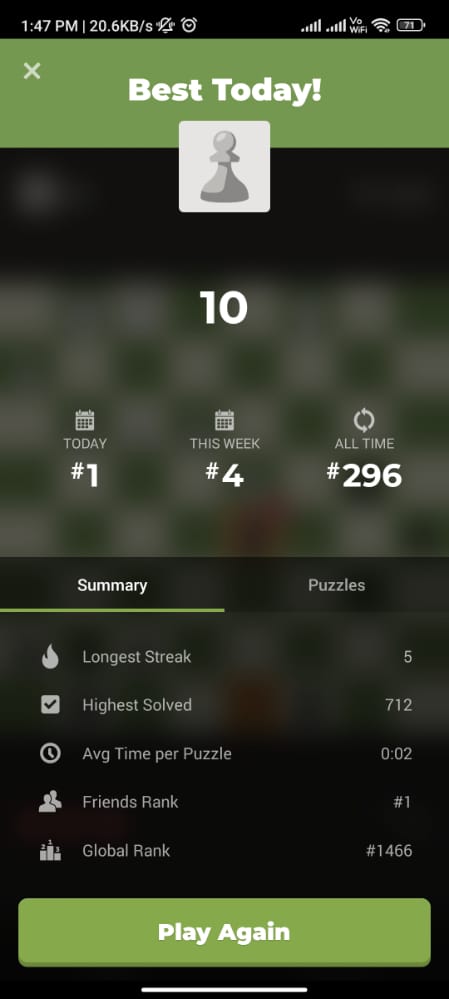 1:47 PM | 20.6KB/s
Vo
WiFi
71
Best Today!
10
TODAY
THIS WEEK
ALL TIME
#1
#4
#296
Summary
Puzzles
Longest Streak
5
Highest Solved
712
Avg Time per Puzzle
0:02
Friends Rank
#1
Global Rank
#1466
Play Again